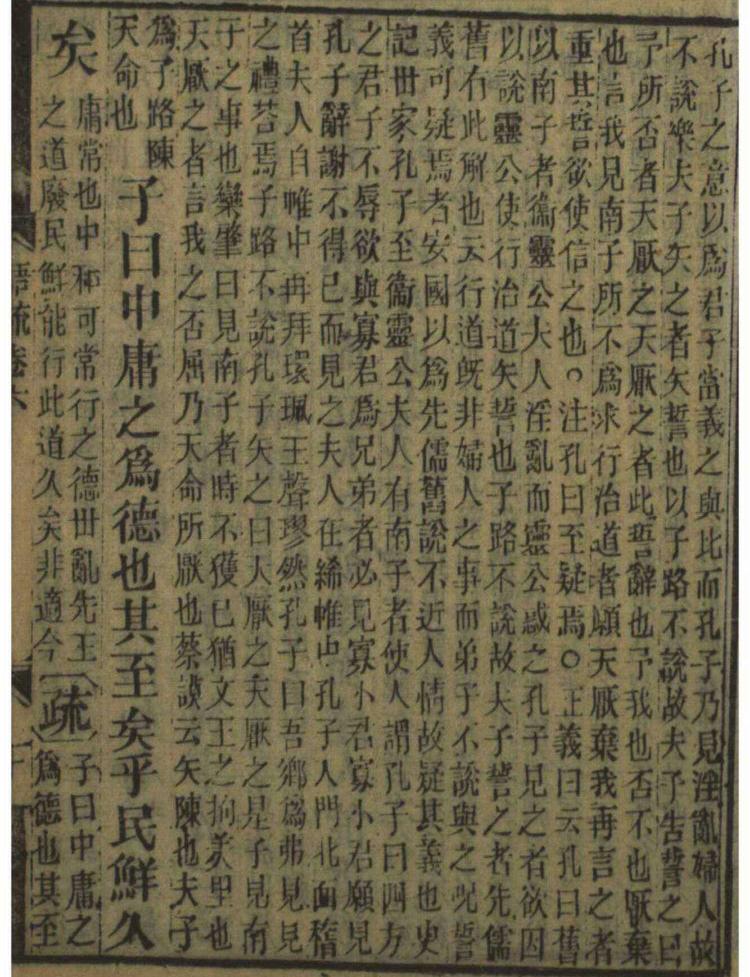 孔子之意以爲君子當義之與比而孔子乃見淫亂婦人故
不說樂夫子矢之者矢誓也以子路不說故夫子告誓之曰
予所否者天厭之天厭之者此誓辭也予我也否不也厭棄
也言我見南子所不爲求行治道者願天厭棄我再言之者
重其誓欲使信之也。注孔曰至疑焉。○正義曰云孔曰舊
以南子者衞靈公夫人淫亂而靈公惑之孔子見之者欲因
以說靈公使行治道矢誓也子路不說故夫子誓之者先儒
舊有此解也云行道旣非婦人之事而弟子不說與之呪誓
義可疑焉者安國以爲先儒舊說不近人情故疑其義也史
記世家孔子至衞靈公夫人有南子者使人謂孔子曰四方
之君子不辱欲與寡君爲兄弟者必見寡小君寡小君願見
孔子辭謝不得已而見之夫人在絺帷中孔子入門北面稽
首夫人自帷中再拜環珮玉聲璆然孔子曰吾鄉爲弗見見
之禮荅焉子路不說孔子矢之曰天厭之天厭之是子見南
子之事也欒肇曰見南子者時不獲已猶文王之拘羑里也
天厭之者言我之否屈乃天命所厭也蔡謨云矢陳也夫子
爲子路陳
天命也
子曰中庸之爲德也其至矣乎民鮮久
矣
庸常也中和可常行之德世亂先王
之道廢民鮮能行此道久矣非適今
疏
子曰中庸之
爲德也其至
語疏卷六